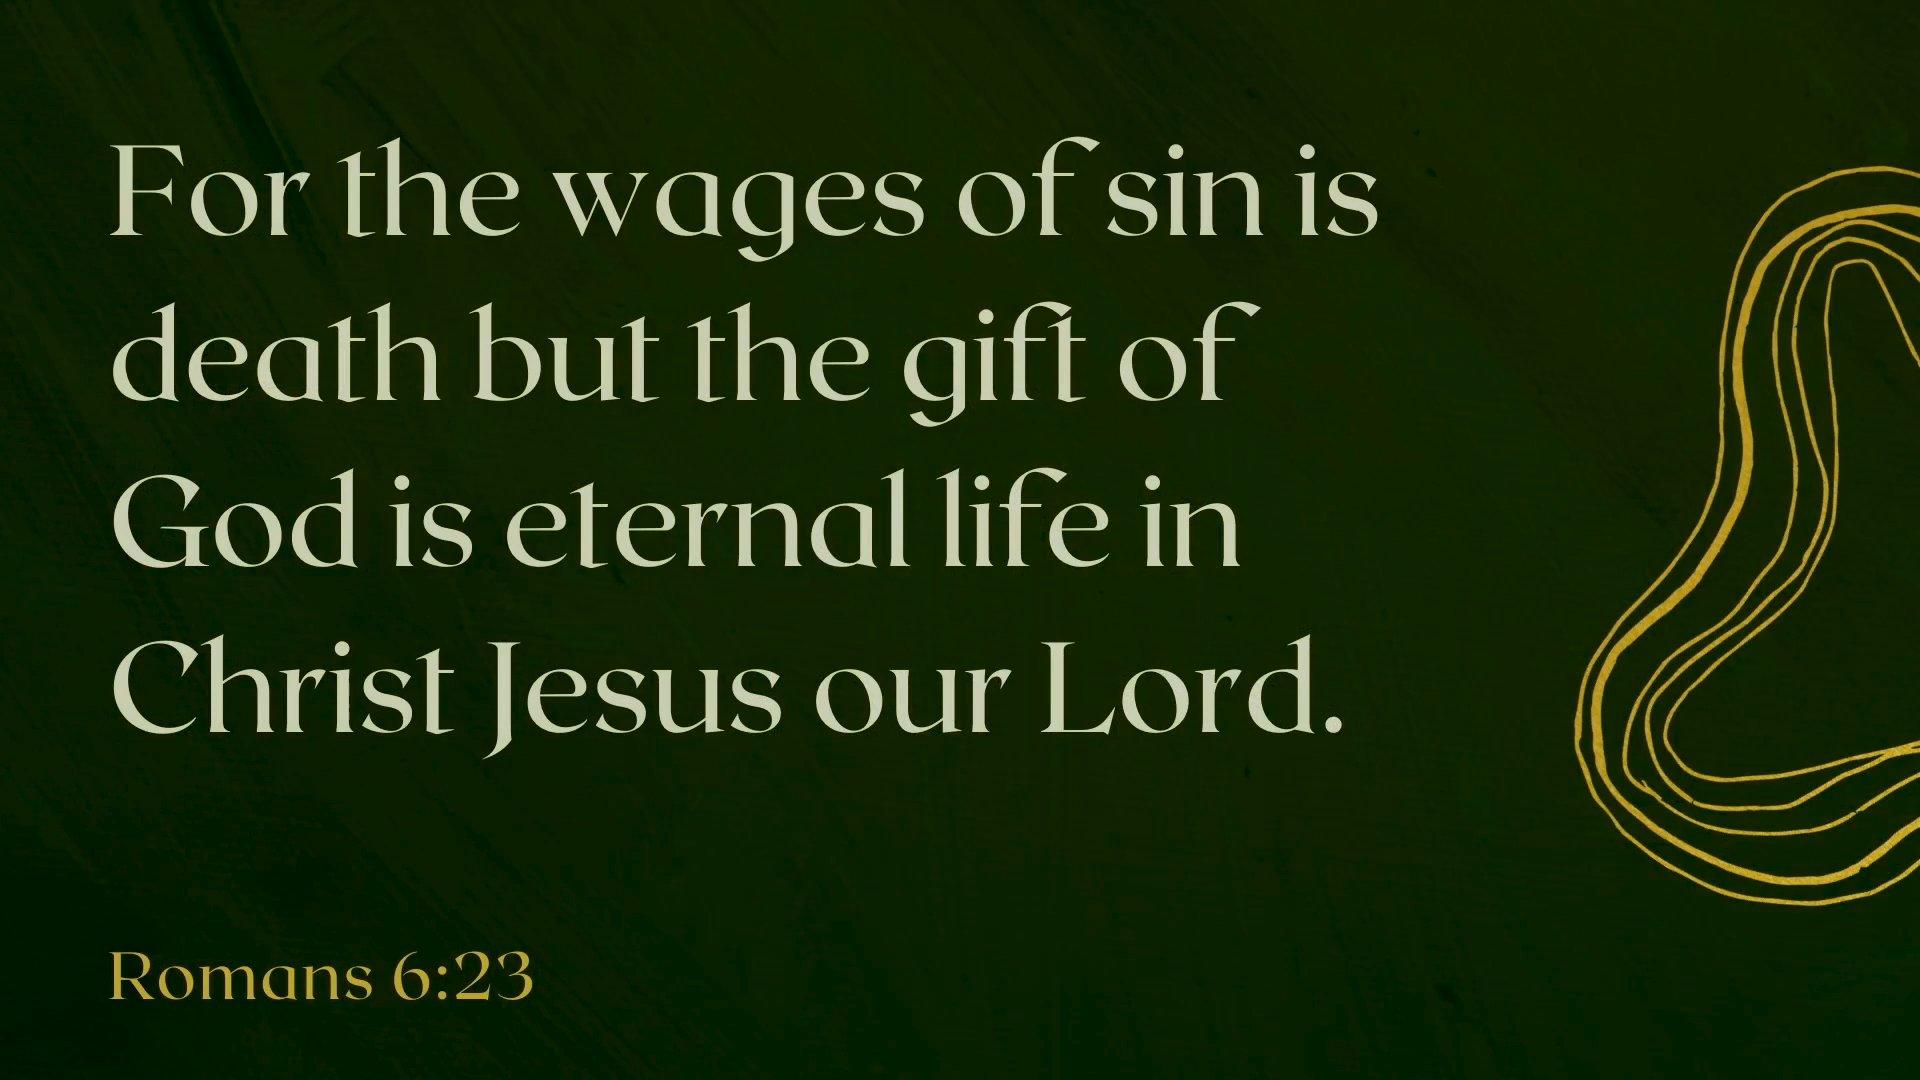 For the wages of sin is
death but the gift of
God is eternal life in
Christ Jesus our Lord.
Romans 6:23